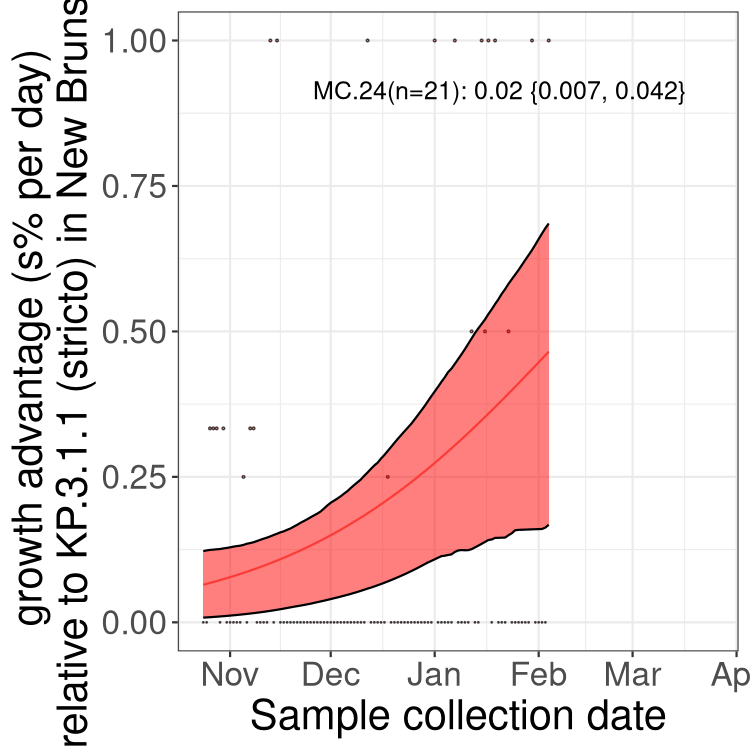 growth advantage (s% per day)
relative to KP.3.1.1 (stricto) in New Bruns
1.00
0.75
0.50
0.25
0.00
MC.24(n=21): 0.02 {0.007, 0.042}
Nov Dec Jan Feb Mar Ap
Sample collection date